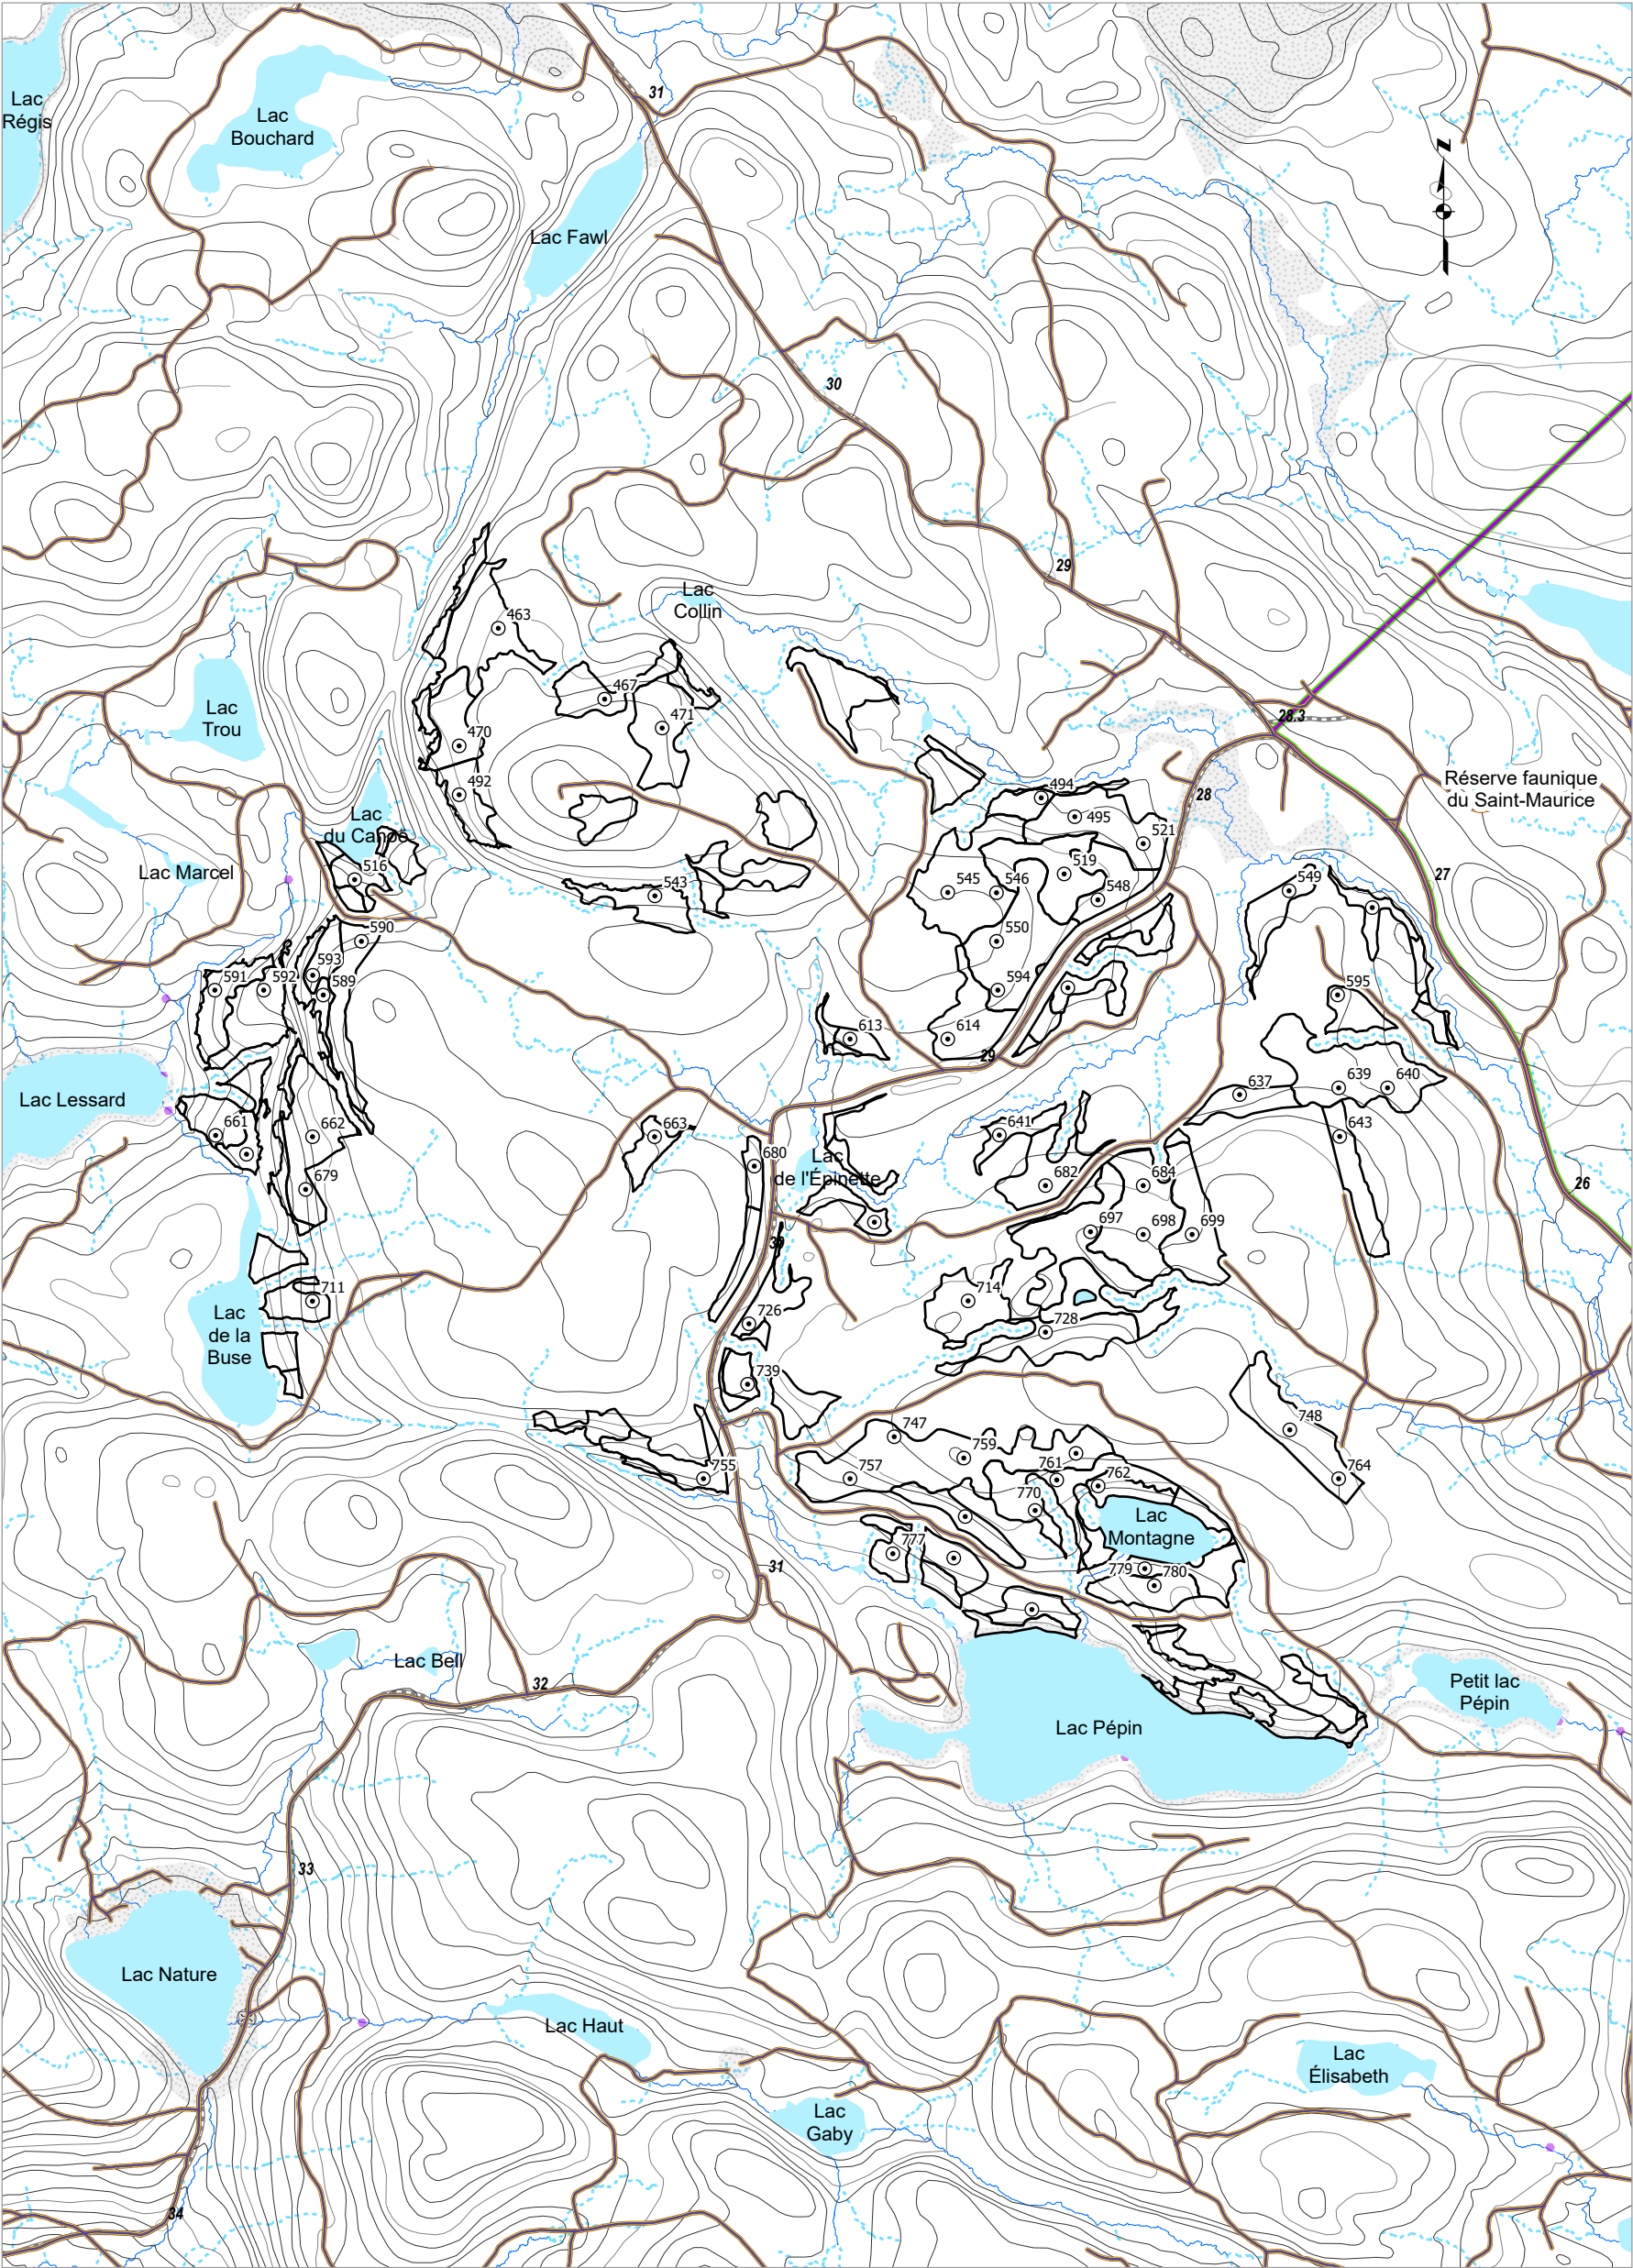 31
Lac
Régis
Lac
Bouchard
N
Lac Fawl
30
29
Lac
Collin
463
467
471
470
492
Lac
Trou
28.3
Réserve faunique
du Saint-Maurice
28
494
495
521
Lac
du Canoë
516
Lac Marcel
519
543
545
546
548
549
27
550
590
593
589
591
592
594
595
613
614
29
639
640
637
Lac Lessard
643
641
661
662
663
680
Lac
de l'Épinette
682
684
679
26
697
698
699
30
711
714
726
728
Lac
de la
Buse
739
747
748
755
757
759
761
762
764
770
Lac
Montagne
777
779
780
31
Lac Bell
32
Petit lac
Pépin
Lac Pépin
33
Lac Nature
Lac Haut
Lac
Élisabeth
Lac
Gaby
34